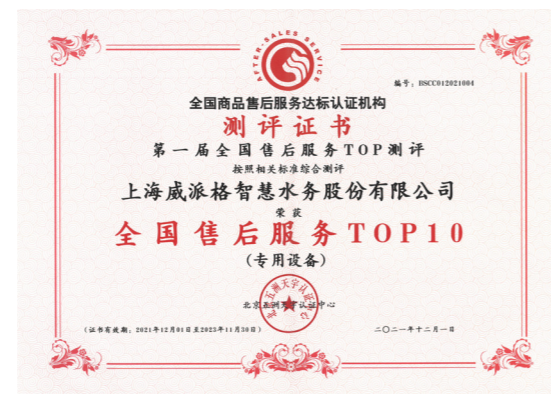 AFTER-SALES SERVICE
编号：BSCC012021004
全国商品售后服务达标认证机构
测评证书
第一届全国售后服务TOP测评
按照相关标准综合测评
上海威派格智慧水务股份有限公司
荣获
全国售后服务TOP10
(专用设备)
北京五洲天宇认证中心
(证书有效期：2021年12月01日至2023年11月30日)
二〇二一年十二月一日